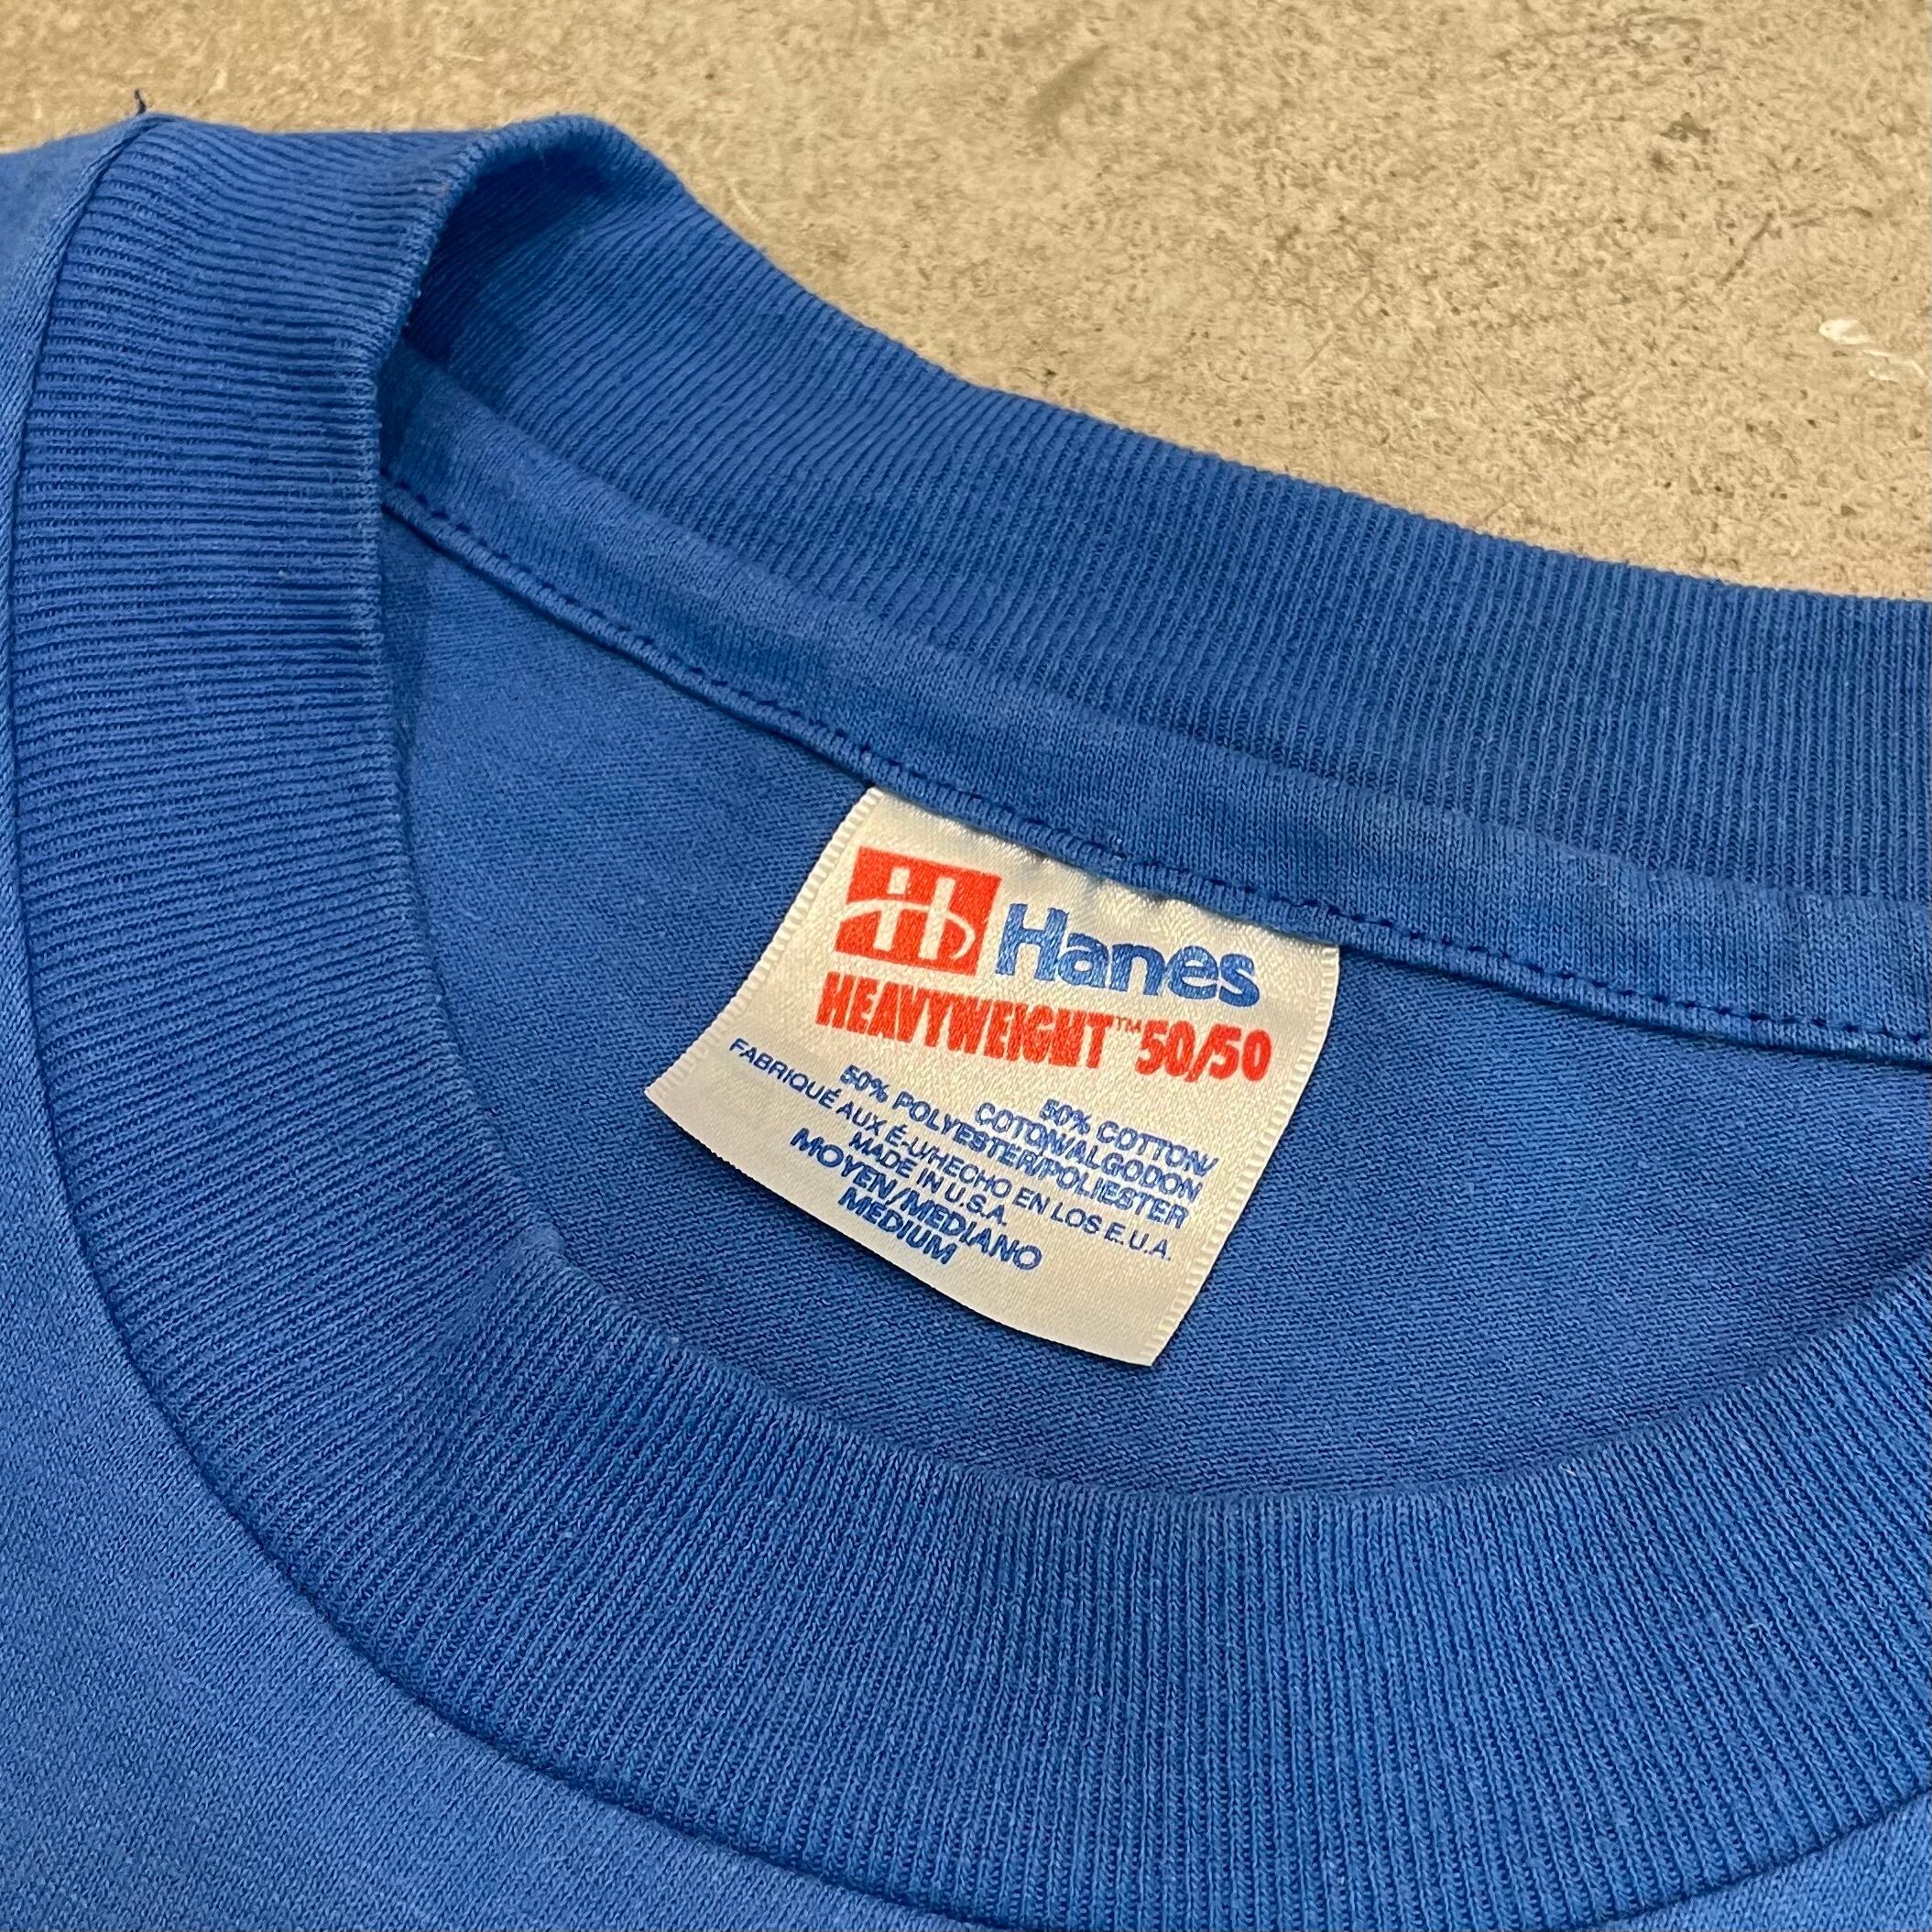 Hanes
HEAVYWEIGHT™ 50/50
50% COTTON/
COTON/ALGODON
50% POLYESTER/POLIESTER
FABRIQUÉ AUX É-U/HECHO EN LOS E.U.A.
MADE IN U.S.A.
MOYEN/MEDIANO
MEDIUM